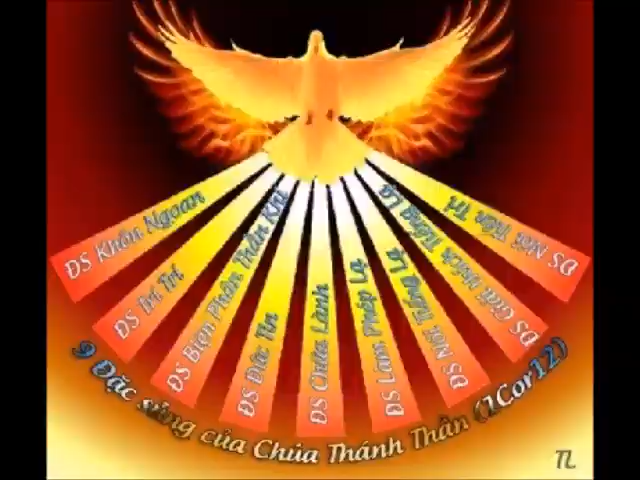 ĐS Khôn Ngoan
ĐS Tri Trí
ĐS Biện Phân Thần Khí
ĐS Đức Tin
ĐS Chữa Lành
ĐS Làm Phép Lạ
ĐS Nói Tiếng Lạ
ĐS Giải Thích Tiếng Lạ
ĐS Nói Tiên Tri
9 Đặc sủng của Chúa Thánh Thần (1Cor12)
TL